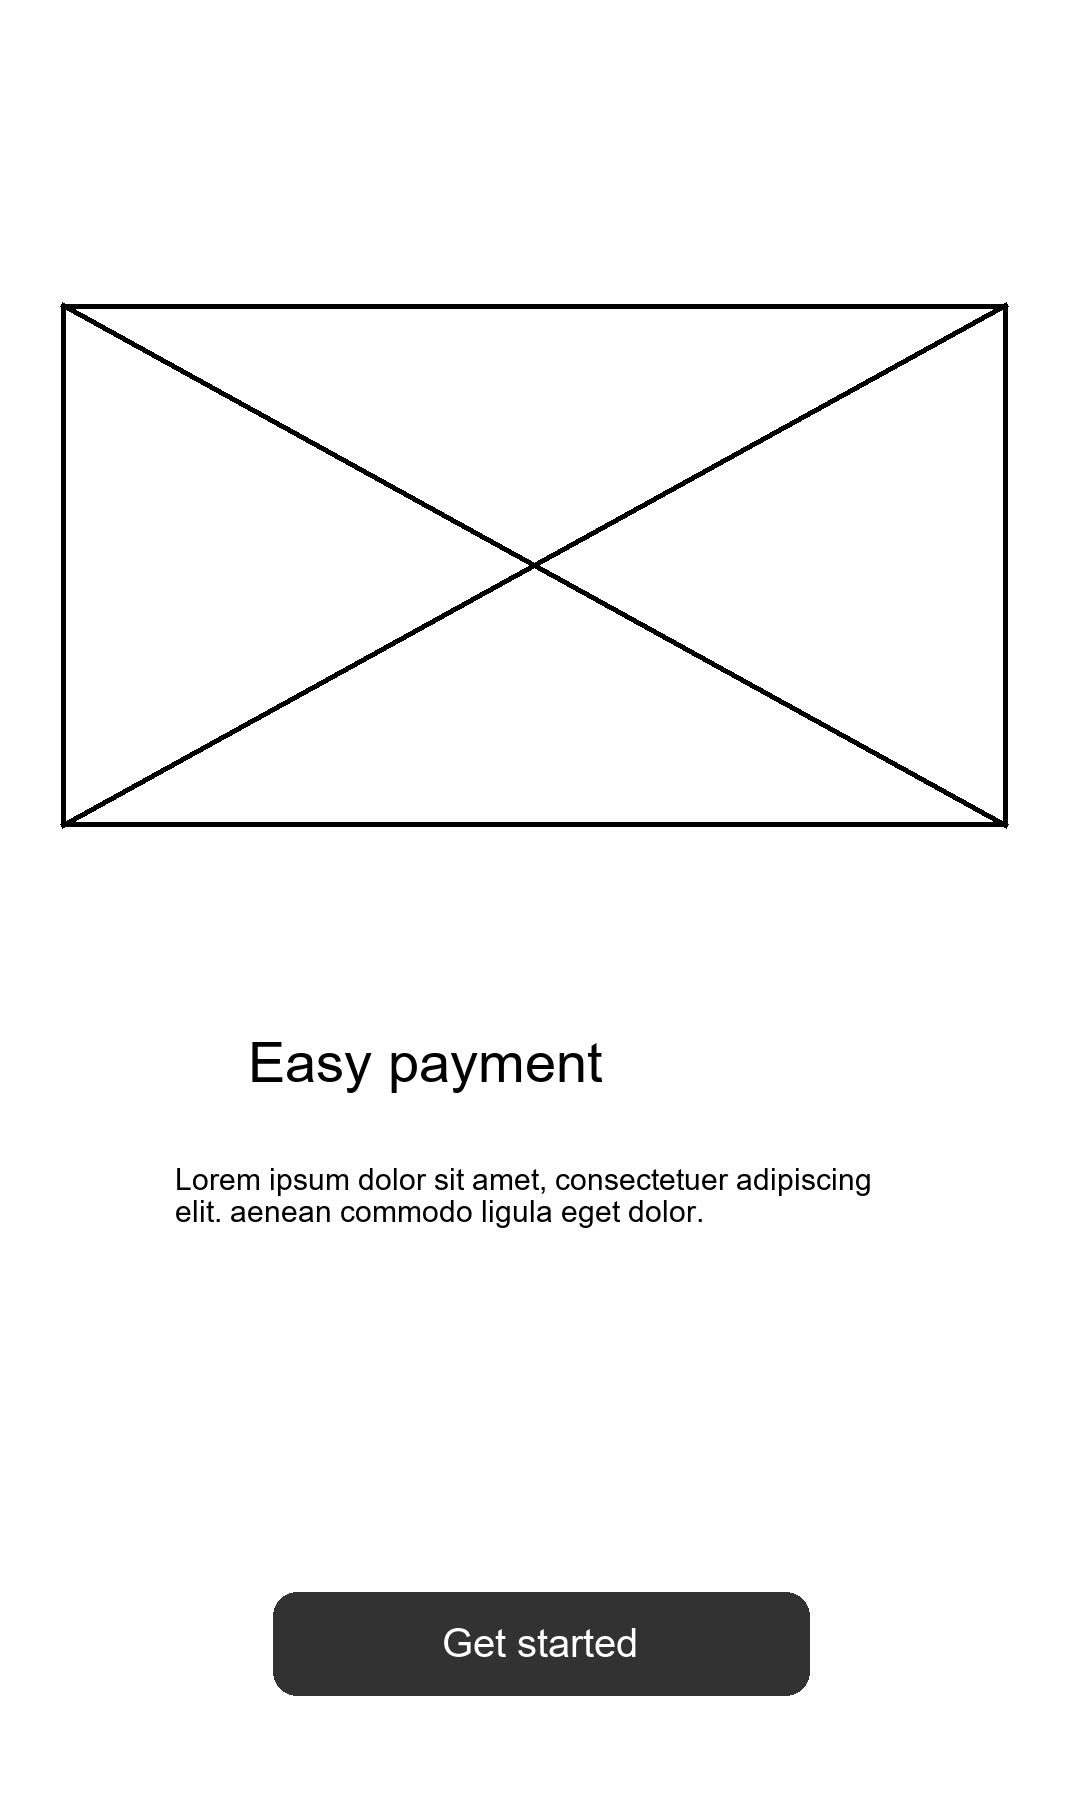 Easy payment
Lorem ipsum dolor sit amet, consectetuer adipiscing
elit. aenean commodo ligula eget dolor.
Get started